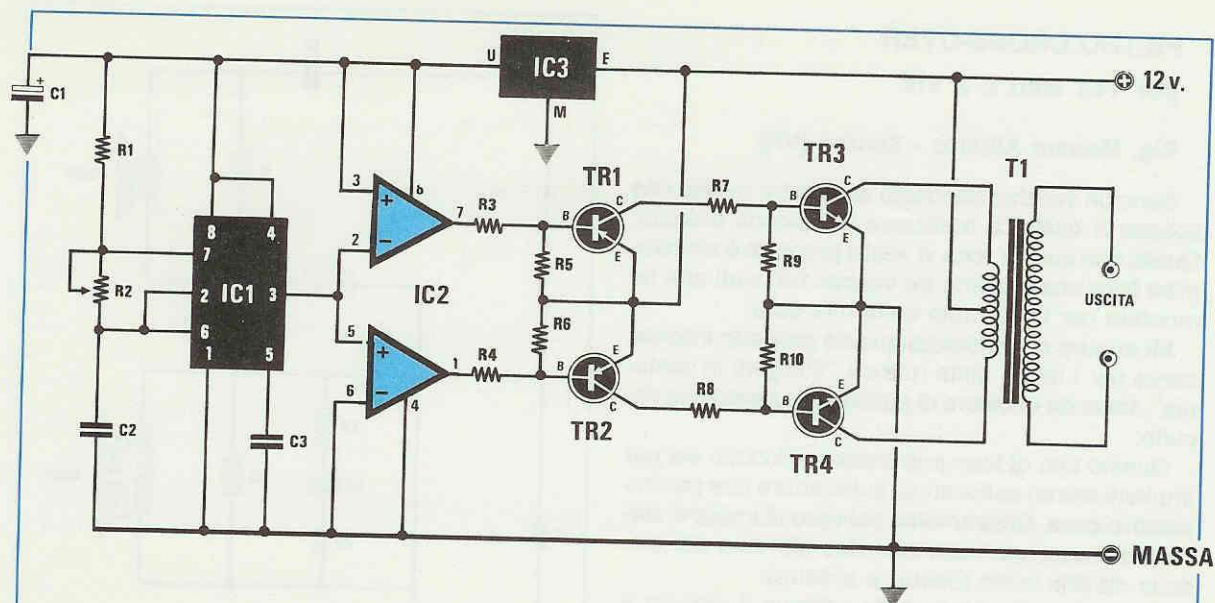 U IC3 E
M
+ 12 v.
+
C1
R1
R2
8 4
7
2 IC1 3
6
1 5
C2
C3
3 + 8
2 - 7
IC2
5 + 1
6 - 4
R3
R4
R5
R6
TR1
B C E
TR2
B E C
R7
R8
R9
R10
TR3
B C E
TR4
B E C
T1
USCITA
- MASSA